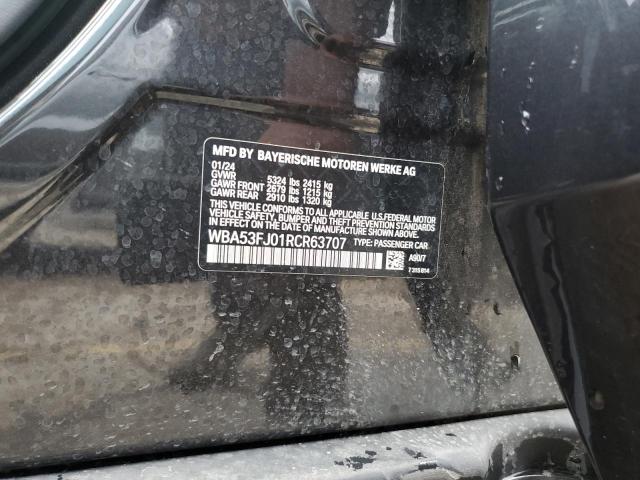 MFD BY BAYERISCHE MOTOREN WERKE AG
01/24
GVWR 5324 lbs 2415 kg
GAWR FRONT 2679 lbs 1215 kg
GAWR REAR 2910 lbs 1320 kg
THIS VEHICLE CONFORMS TO ALL APPLICABLE U.S.FEDERAL MOTOR
VEHICLE SAFETY, BUMPER, AND THEFT PREVENTION STANDARDS
IN EFFECT ON THE DATE OF MANUFACTURE SHOWN ABOVE.
WBA53FJ01RCR63707 TYPE: PASSENGER CAR
A90/7
7 315 814